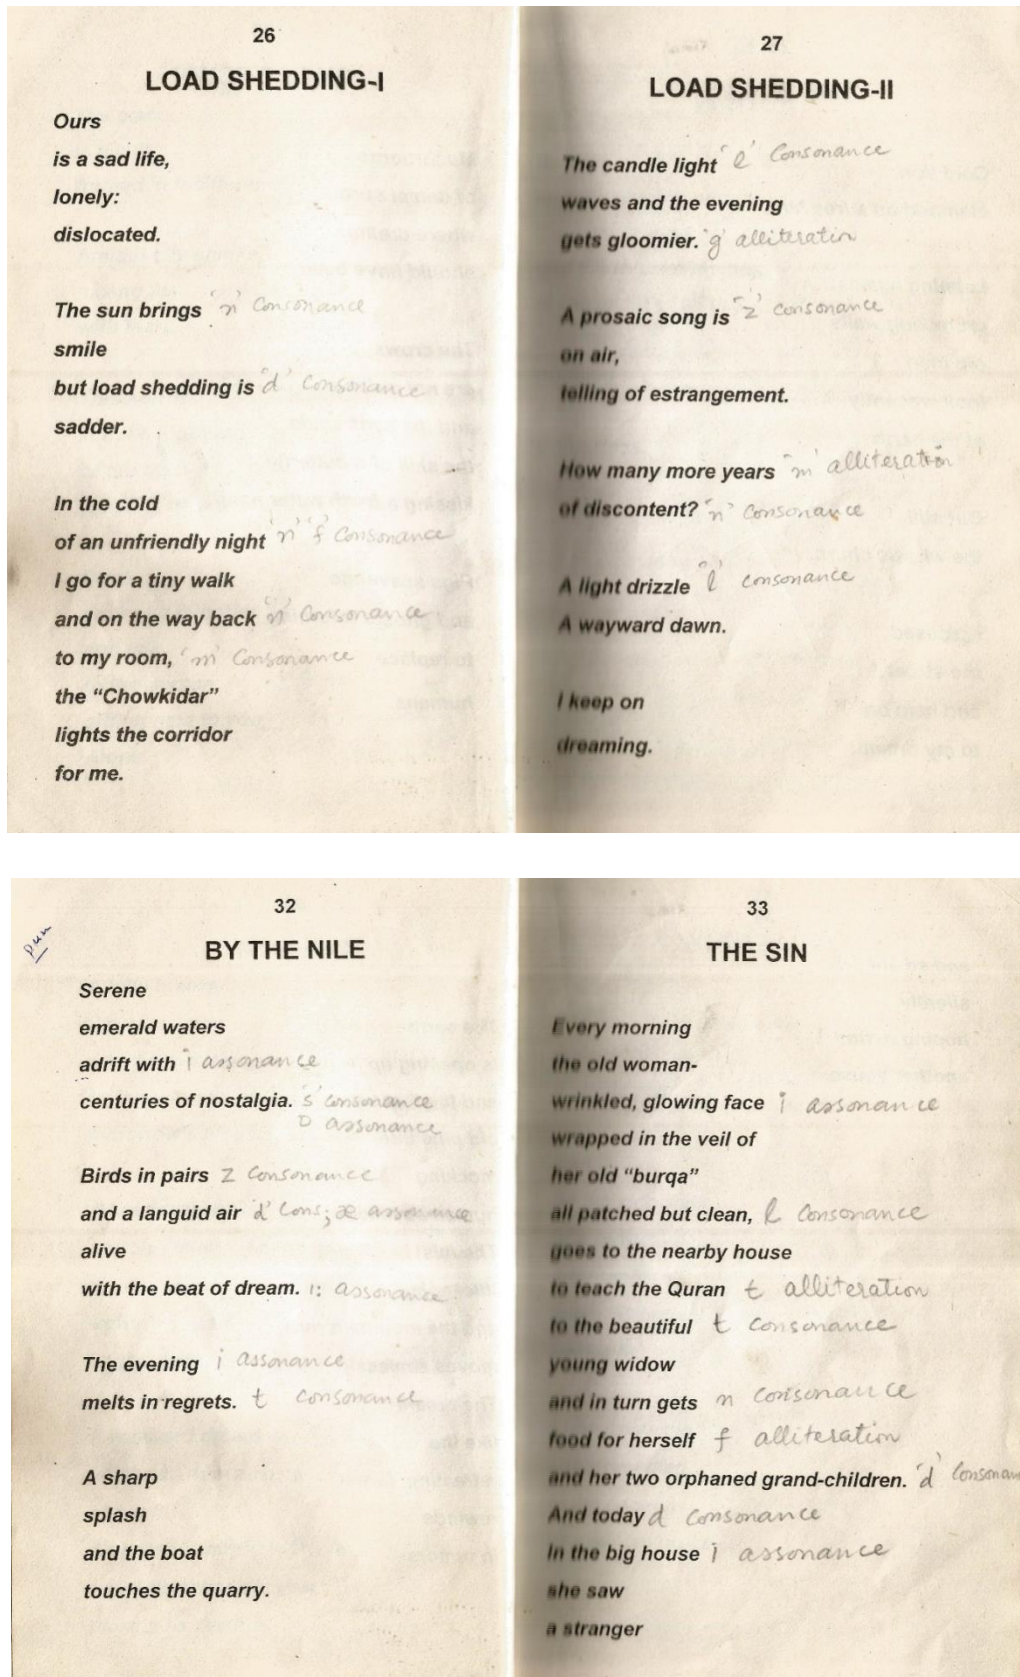 26
LOAD SHEDDING-I
Ours
is a sad life,
lonely:
dislocated.
The sun brings 'n' Consonance
smile
but load shedding is 'd' Consonance
sadder.
In the cold
of an unfriendly night 'n' 'f' Consonance
I go for a tiny walk
and on the way back 'n' Consonance
to my room, 'm' Consonance
the "Chowkidar"
lights the corridor
for me.
27
LOAD SHEDDING-II
The candle light 'l' Consonance
waves and the evening
gets gloomier. 'g' alliteration
A prosaic song is 'z' consonance
on air,
telling of estrangement.
How many more years 'm' alliteration
of discontent? 'n' Consonance
A light drizzle 'l' consonance
A wayward dawn.
I keep on
dreaming.
32
pun
BY THE NILE
Serene
emerald waters
adrift with i assonance
centuries of nostalgia. 's' consonance
ɒ assonance
Birds in pairs z Consonance
and a languid air 'd' Cons; æ assonance
alive
with the beat of dream. i: assonance
The evening i assonance
melts in regrets. t consonance
A sharp
splash
and the boat
touches the quarry.
33
THE SIN
Every morning
the old woman-
wrinkled, glowing face i assonance
wrapped in the veil of
her old "burqa"
all patched but clean, l Consonance
goes to the nearby house
to teach the Quran t alliteration
to the beautiful t Consonance
young widow
and in turn gets n consonance
food for herself f alliteration
and her two orphaned grand-children. 'd' Consonan
And today d consonance
In the big house i assonance
she saw
a stranger